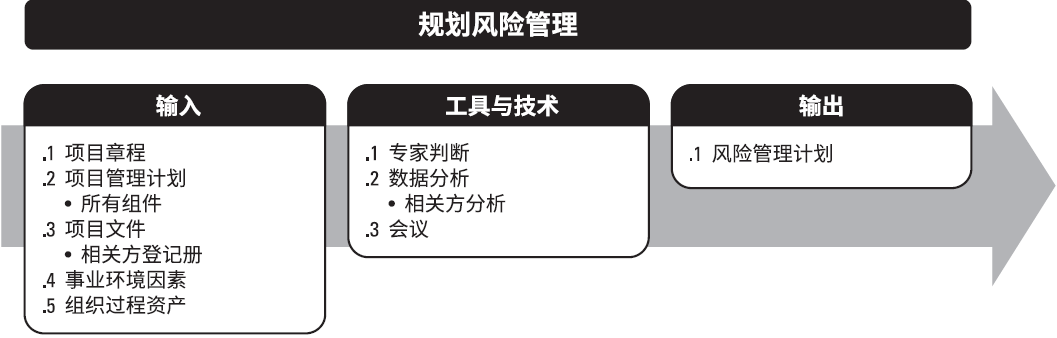 规划风险管理
输入
.1 项目章程
.2 项目管理计划
• 所有组件
.3 项目文件
• 相关方登记册
.4 事业环境因素
.5 组织过程资产
工具与技术
.1 专家判断
.2 数据分析
• 相关方分析
.3 会议
输出
.1 风险管理计划